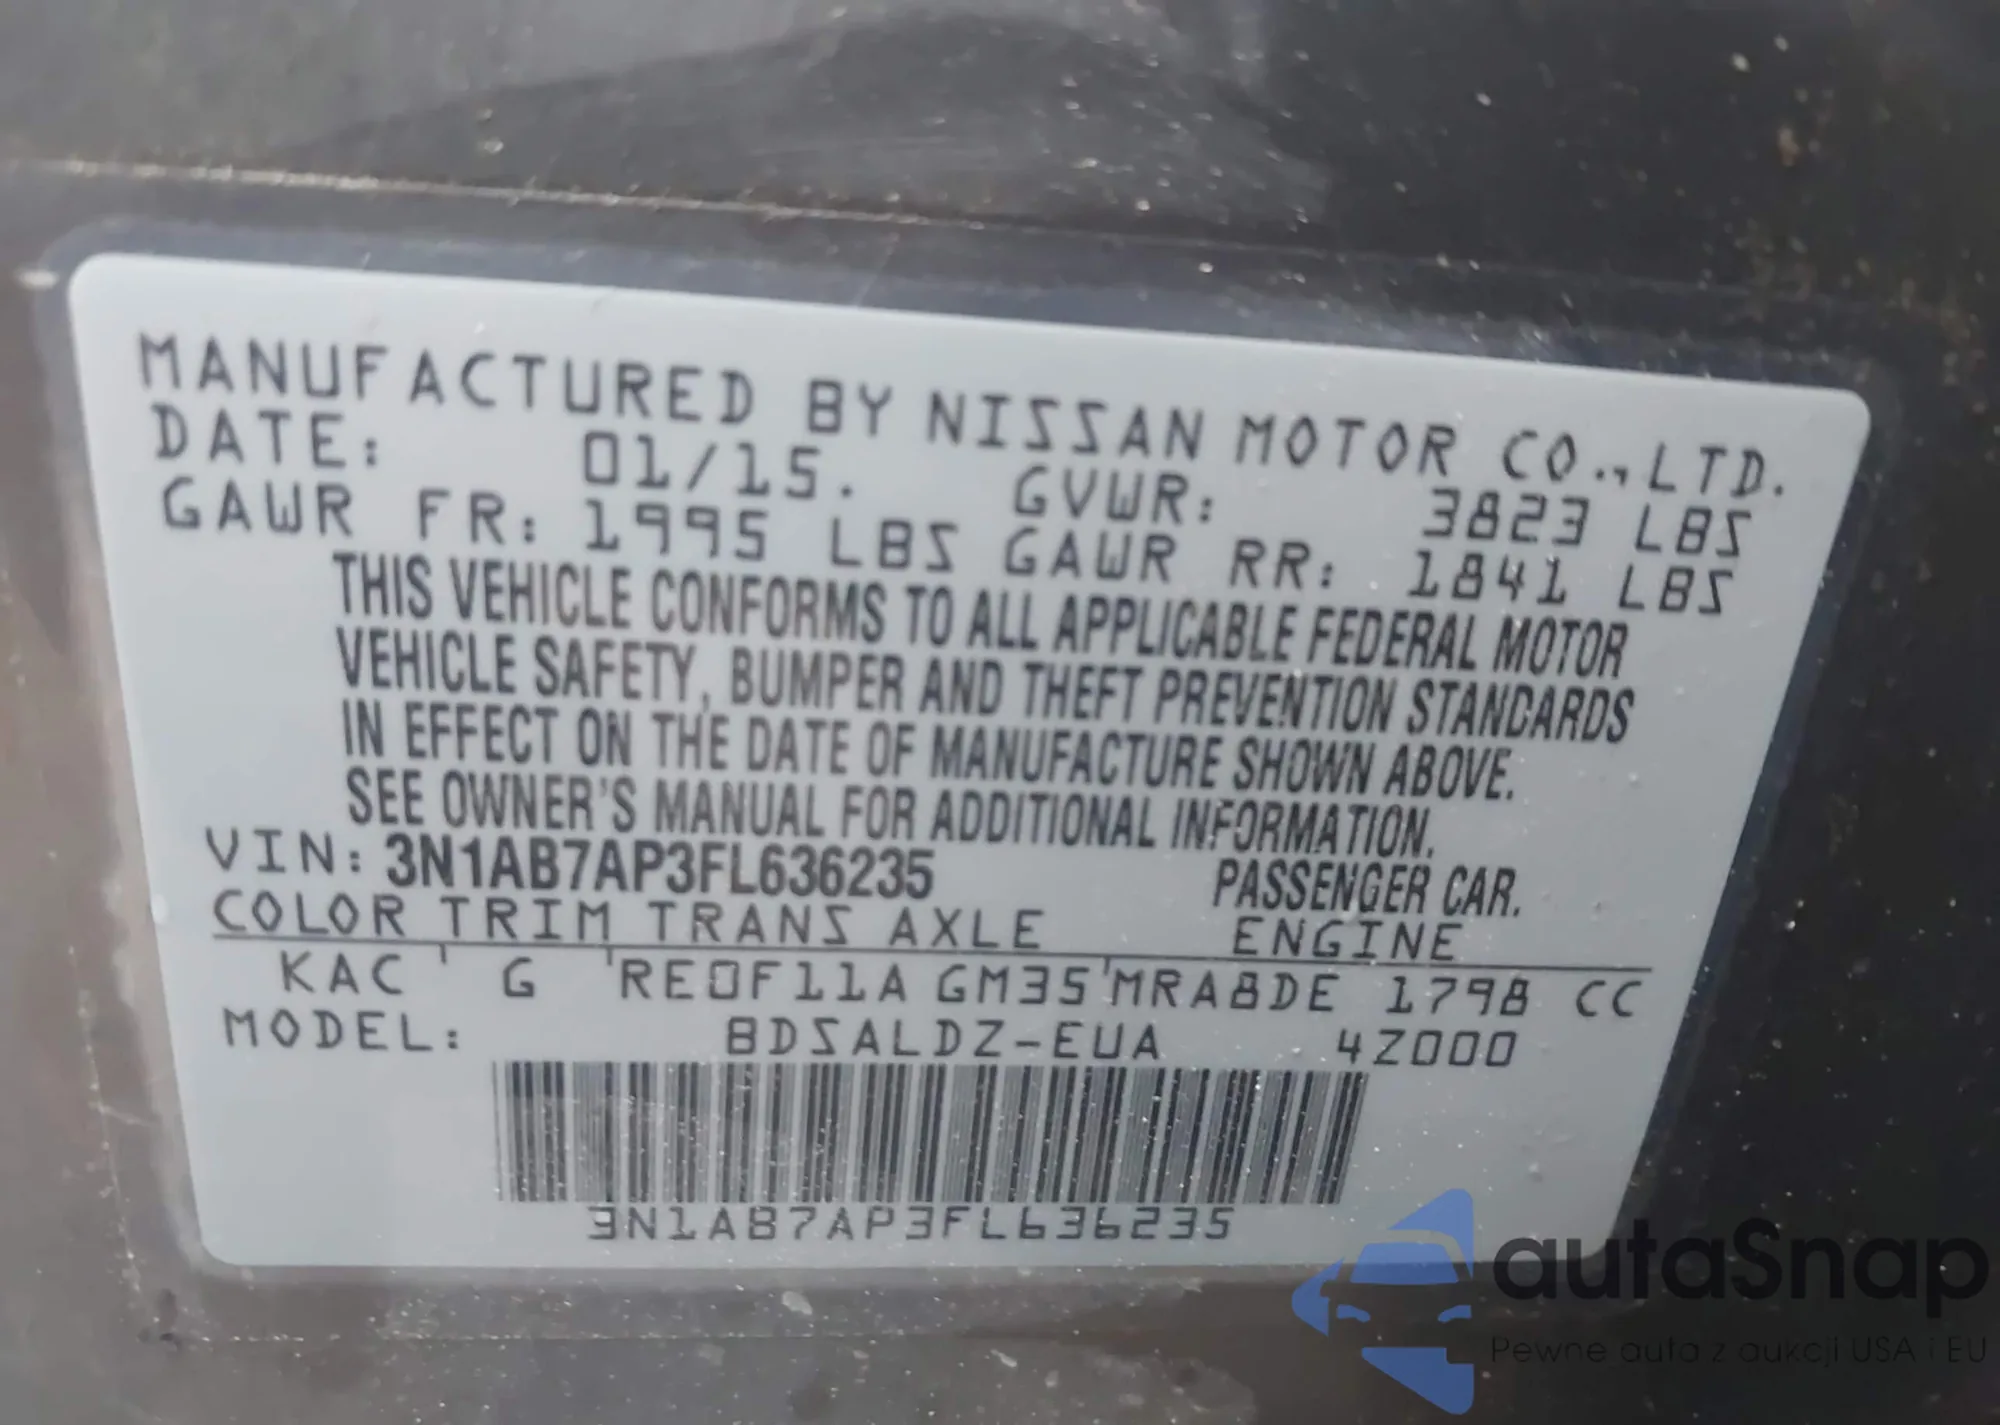 MANUFACTURED BY NISSAN MOTOR CO., LTD.
DATE: 01/15. GVWR: 3823 LBS
GAWR FR: 1995 LBS GAWR RR: 1841 LBS
THIS VEHICLE CONFORMS TO ALL APPLICABLE FEDERAL MOTOR
VEHICLE SAFETY, BUMPER AND THEFT PREVENTION STANDARDS
IN EFFECT ON THE DATE OF MANUFACTURE SHOWN ABOVE.
SEE OWNER'S MANUAL FOR ADDITIONAL INFORMATION.
VIN: 3N1AB7AP3FL636235 PASSENGER CAR.
COLOR TRIM TRANS AXLE ENGINE
KAC ' G 'RE0F11A GM35'MRA8DE 1798 CC
MODEL: BDSALDZ-EUA 4Z000
3N1AB7AP3FL636235
autaSnap
Pewne auta z aukcji USA i EU